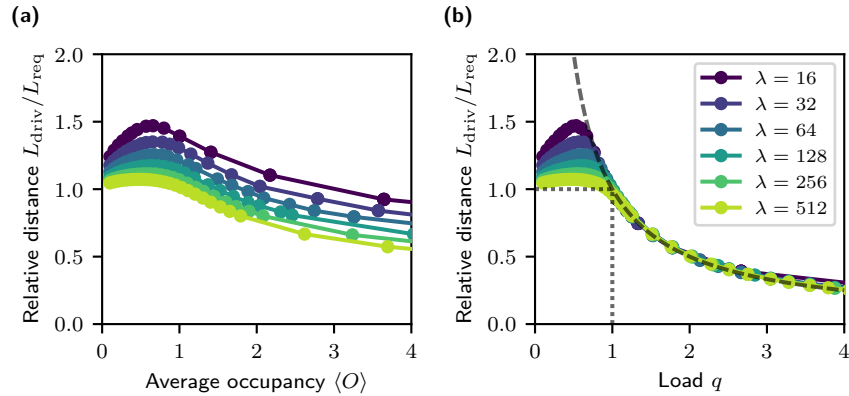 (a)
Relative distance L_driv/L_req
2.0
1.5
1.0
0.5
0.0
0
1
2
3
4
Average occupancy ⟨O⟩
(b)
Relative distance L_driv/L_req
2.0
1.5
1.0
0.5
0.0
0
1
2
3
4
Load q
λ = 16
λ = 32
λ = 64
λ = 128
λ = 256
λ = 512